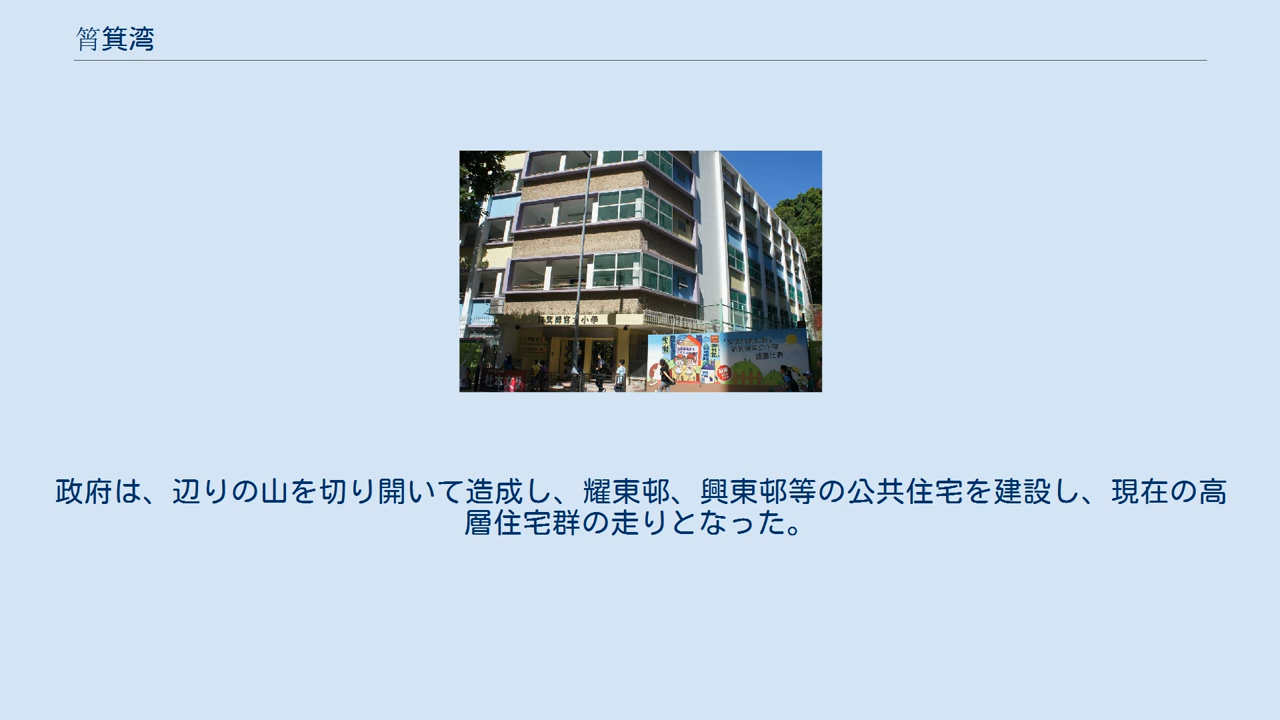 筲箕湾
政府は、辺りの山を切り開いて造成し、耀東邨、興東邨等の公共住宅を建設し、現在の高
層住宅群の走りとなった。